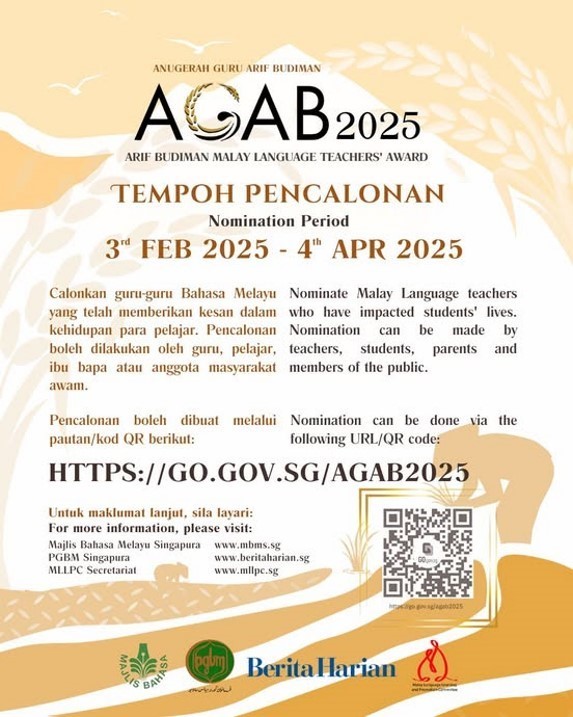 ANUGERAH GURU ARIF BUDIMAN
AGAB 2025
ARIF BUDIMAN MALAY LANGUAGE TEACHERS' AWARD
TEMPOH PENCALONAN
Nomination Period
3rd FEB 2025 - 4th APR 2025
Calonkan guru-guru Bahasa Melayu
yang telah memberikan kesan dalam
kehidupan para pelajar. Pencalonan
boleh dilakukan oleh guru, pelajar,
ibu bapa atau anggota masyarakat
awam.
Nominate Malay Language teachers
who have impacted students' lives.
Nomination can be made by
teachers, students, parents and
members of the public.
Pencalonan boleh dibuat melalui
pautan/kod QR berikut:
Nomination can be done via the
following URL/QR code:
HTTPS://GO.GOV.SG/AGAB2025
Untuk maklumat lanjut, sila layari:
For more information, please visit:
Majlis Bahasa Melayu Singapura www.mbms.sg
PGBM Singapura www.beritaharian.sg
MLLPC Secretariat www.mllpc.sg
https://go.gov.sg/agab2025
MAJLIS BAHASA
pgbm
Berita Harian